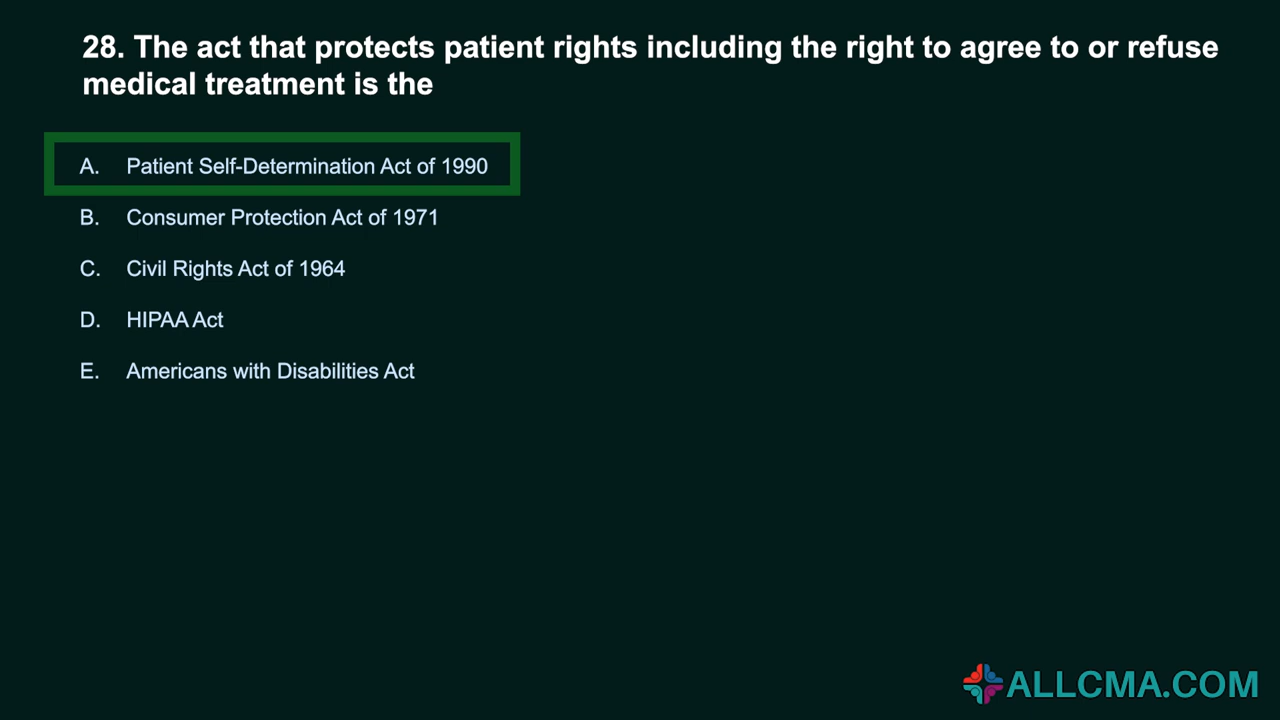 28. The act that protects patient rights including the right to agree to or refuse
medical treatment is the
A. Patient Self-Determination Act of 1990
B. Consumer Protection Act of 1971
C. Civil Rights Act of 1964
D. HIPAA Act
E. Americans with Disabilities Act
ALLCMA.COM